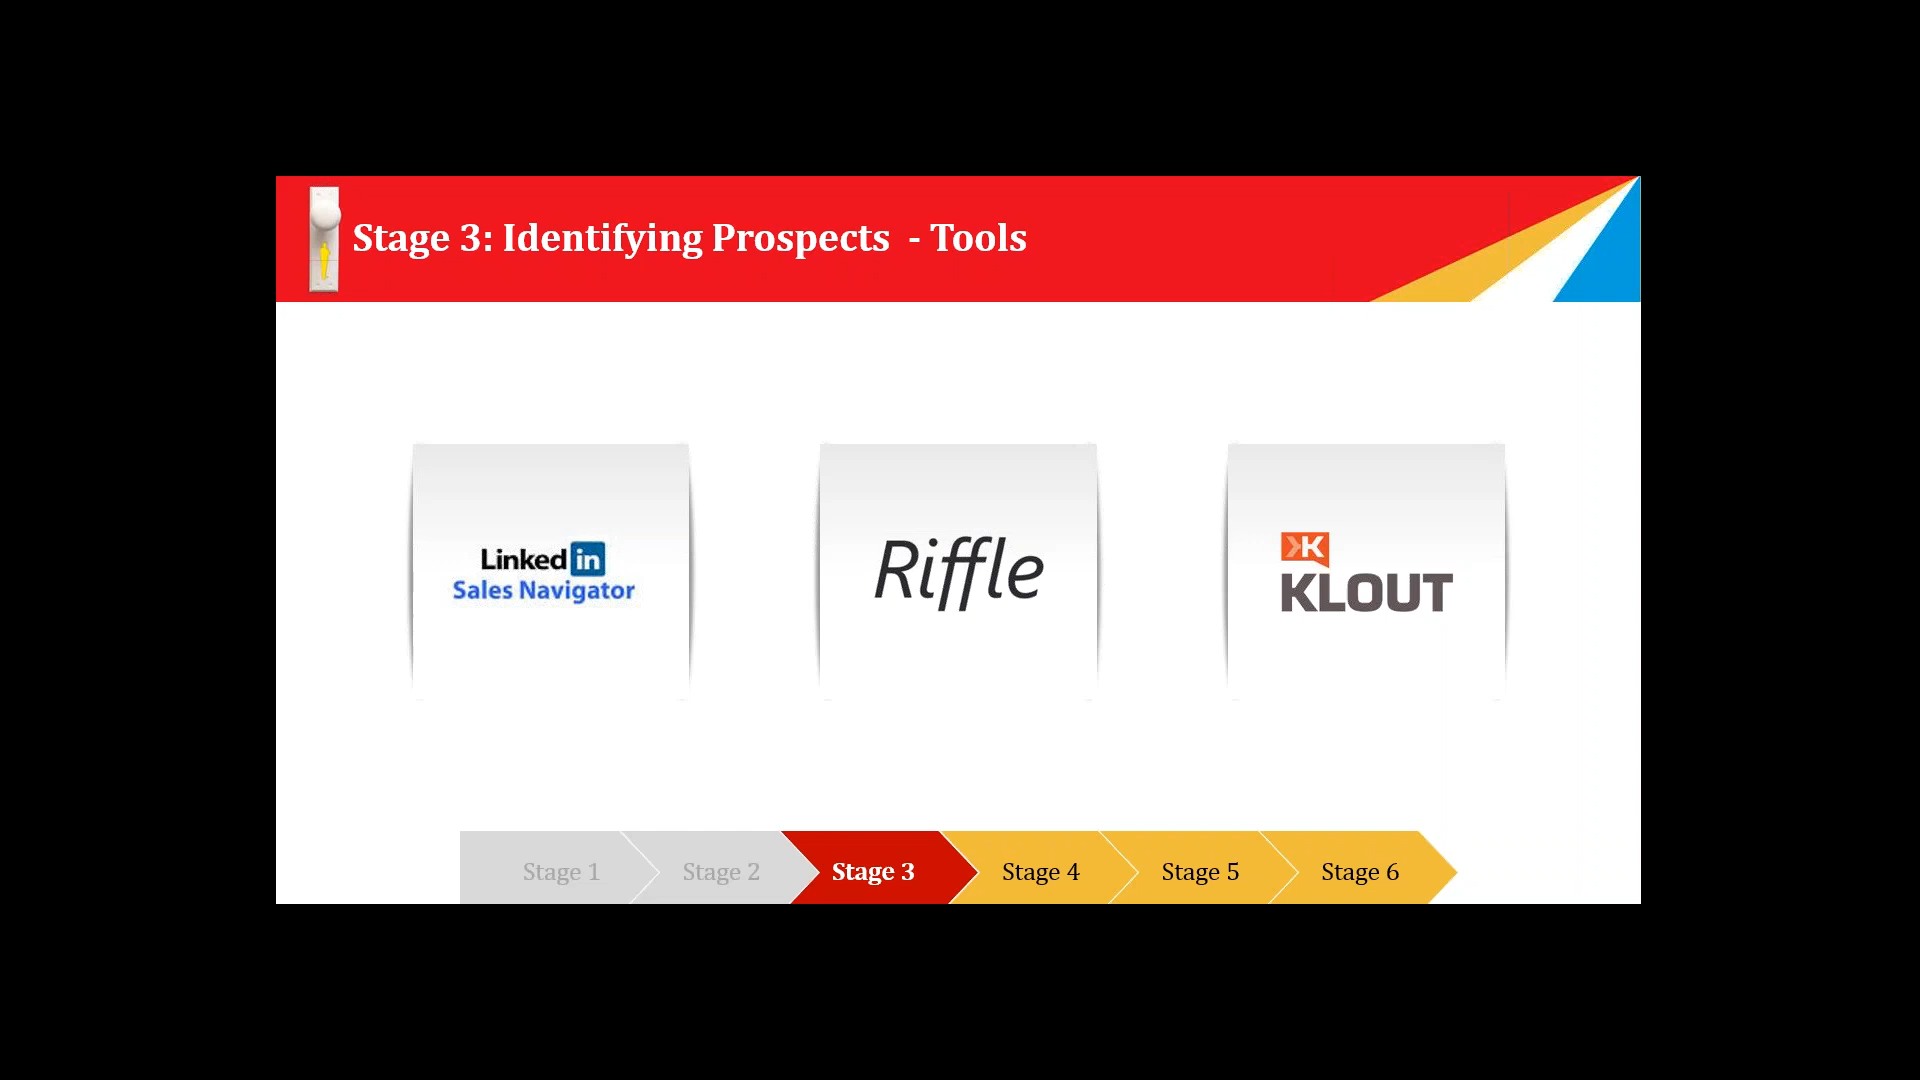 Stage 3: Identifying Prospects - Tools
Linked in
Sales Navigator
Riffle
K
KLOUT
Stage 1
Stage 2
Stage 3
Stage 4
Stage 5
Stage 6